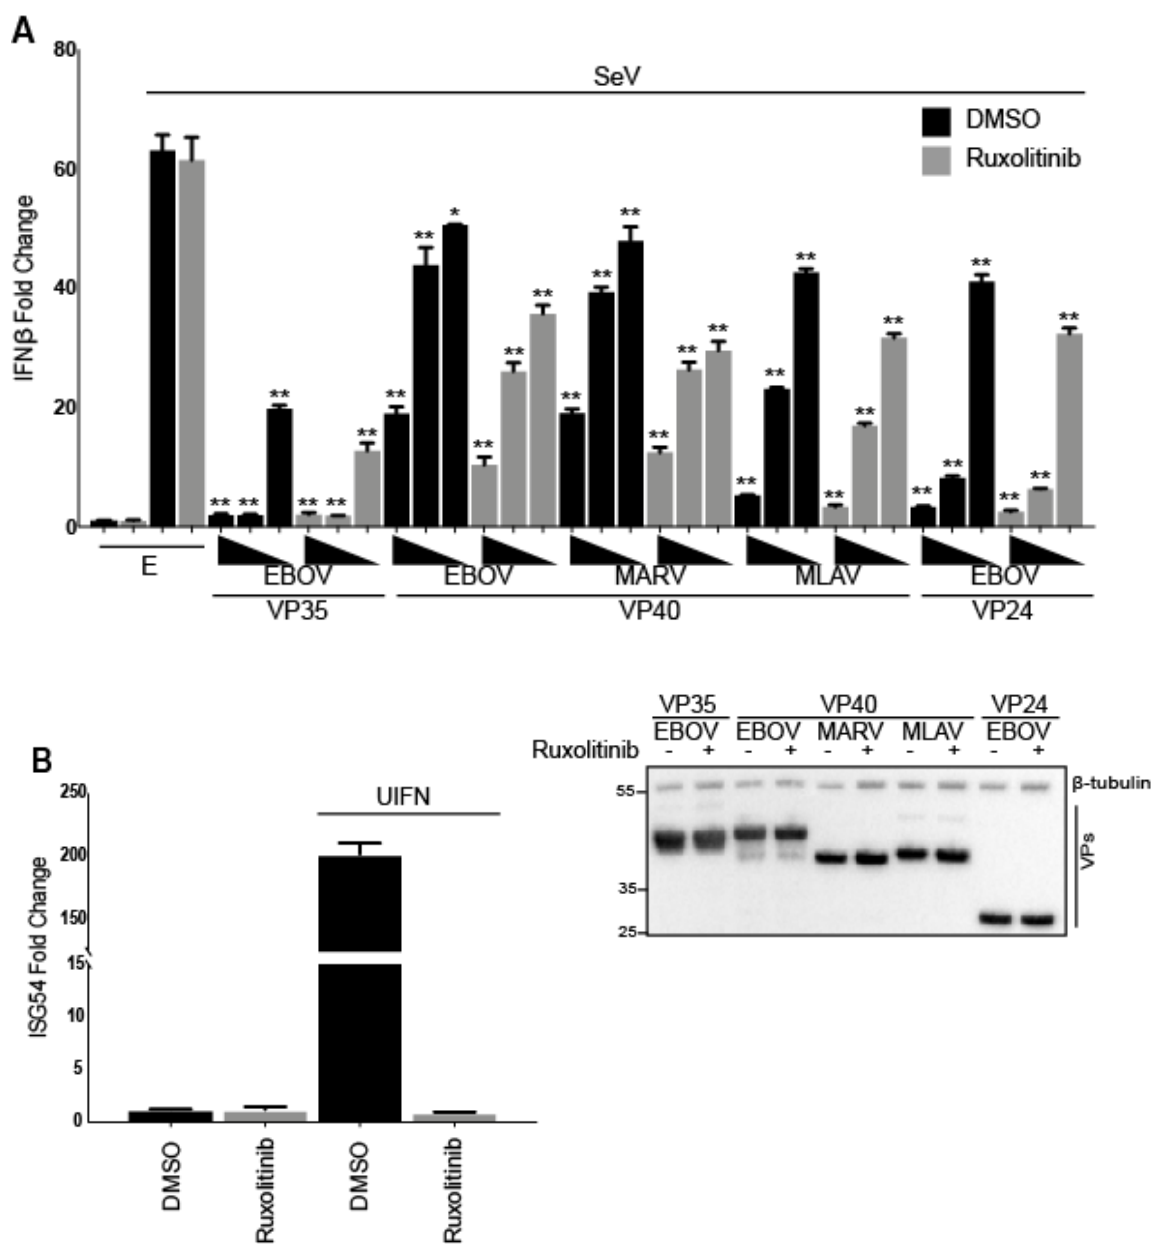 A
80
SeV
DMSO
Ruxolitinib
60
IFNβ Fold Change
40
20
0
** ** ** ** ** ** ** ** * ** ** ** ** ** ** ** ** ** ** ** ** ** ** ** ** ** ** ** ** **
E
EBOV EBOV MARV MLAV EBOV
VP35 VP40 VP24
VP35 VP40 VP24
EBOV EBOV MARV MLAV EBOV
Ruxolitinib - + - + - + - + - +
55
β-tubulin
VPs
35
25
B
250
UIFN
200
150
15
ISG54 Fold Change
10
5
0
DMSO
Ruxolitinib
DMSO
Ruxolitinib